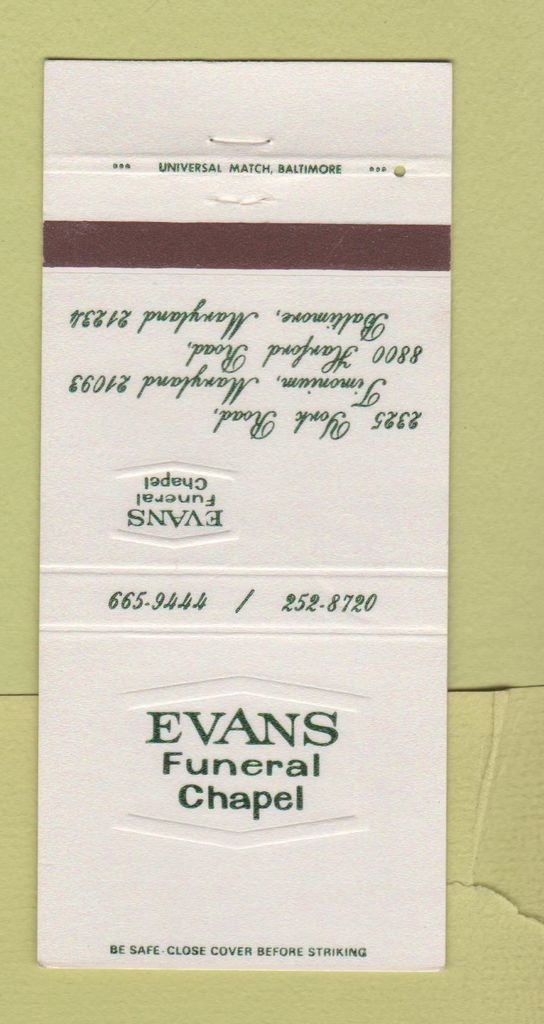 *** UNIVERSAL MATCH, BALTIMORE ***
EVANS
Funeral
Chapel
2325 York Road,
Timonium, Maryland 21093
8800 Harford Road,
Baltimore, Maryland 21234
665-9444 / 252-8720
EVANS
Funeral
Chapel
BE SAFE-CLOSE COVER BEFORE STRIKING